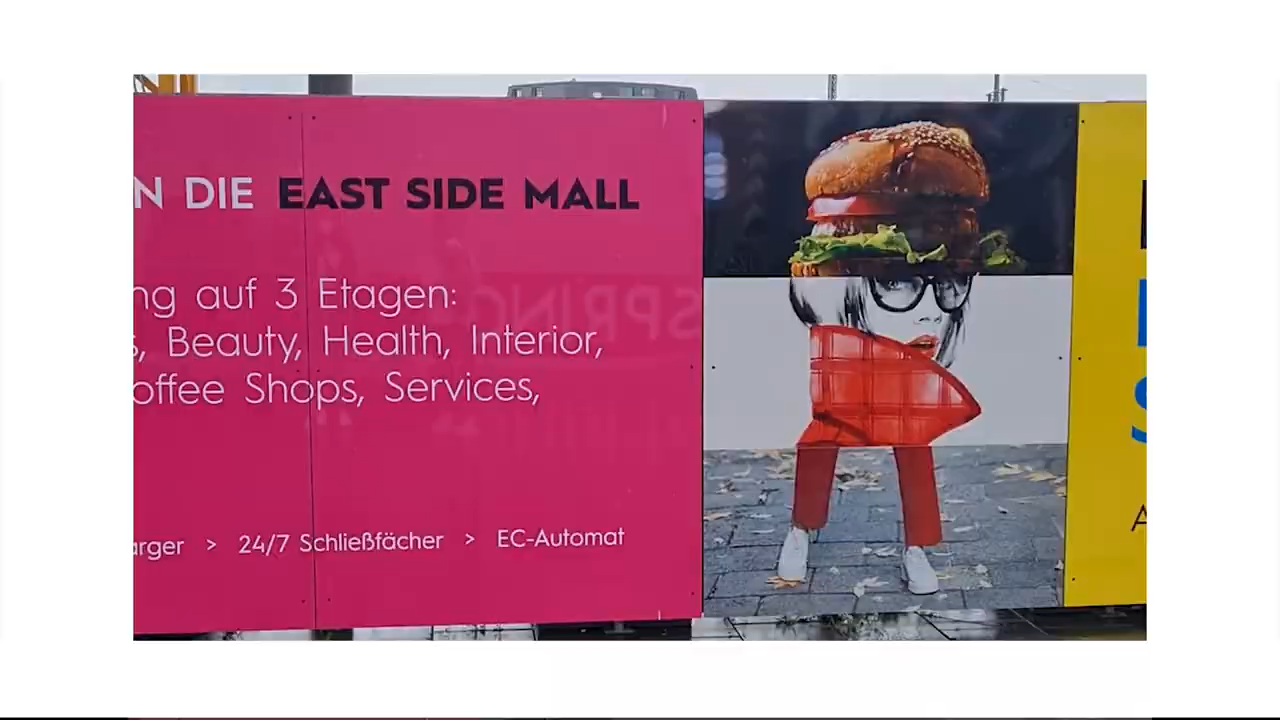 N DIE EAST SIDE MALL
ng auf 3 Etagen:
s, Beauty, Health, Interior,
offee Shops, Services,
arger > 24/7 Schließfächer > EC-Automat